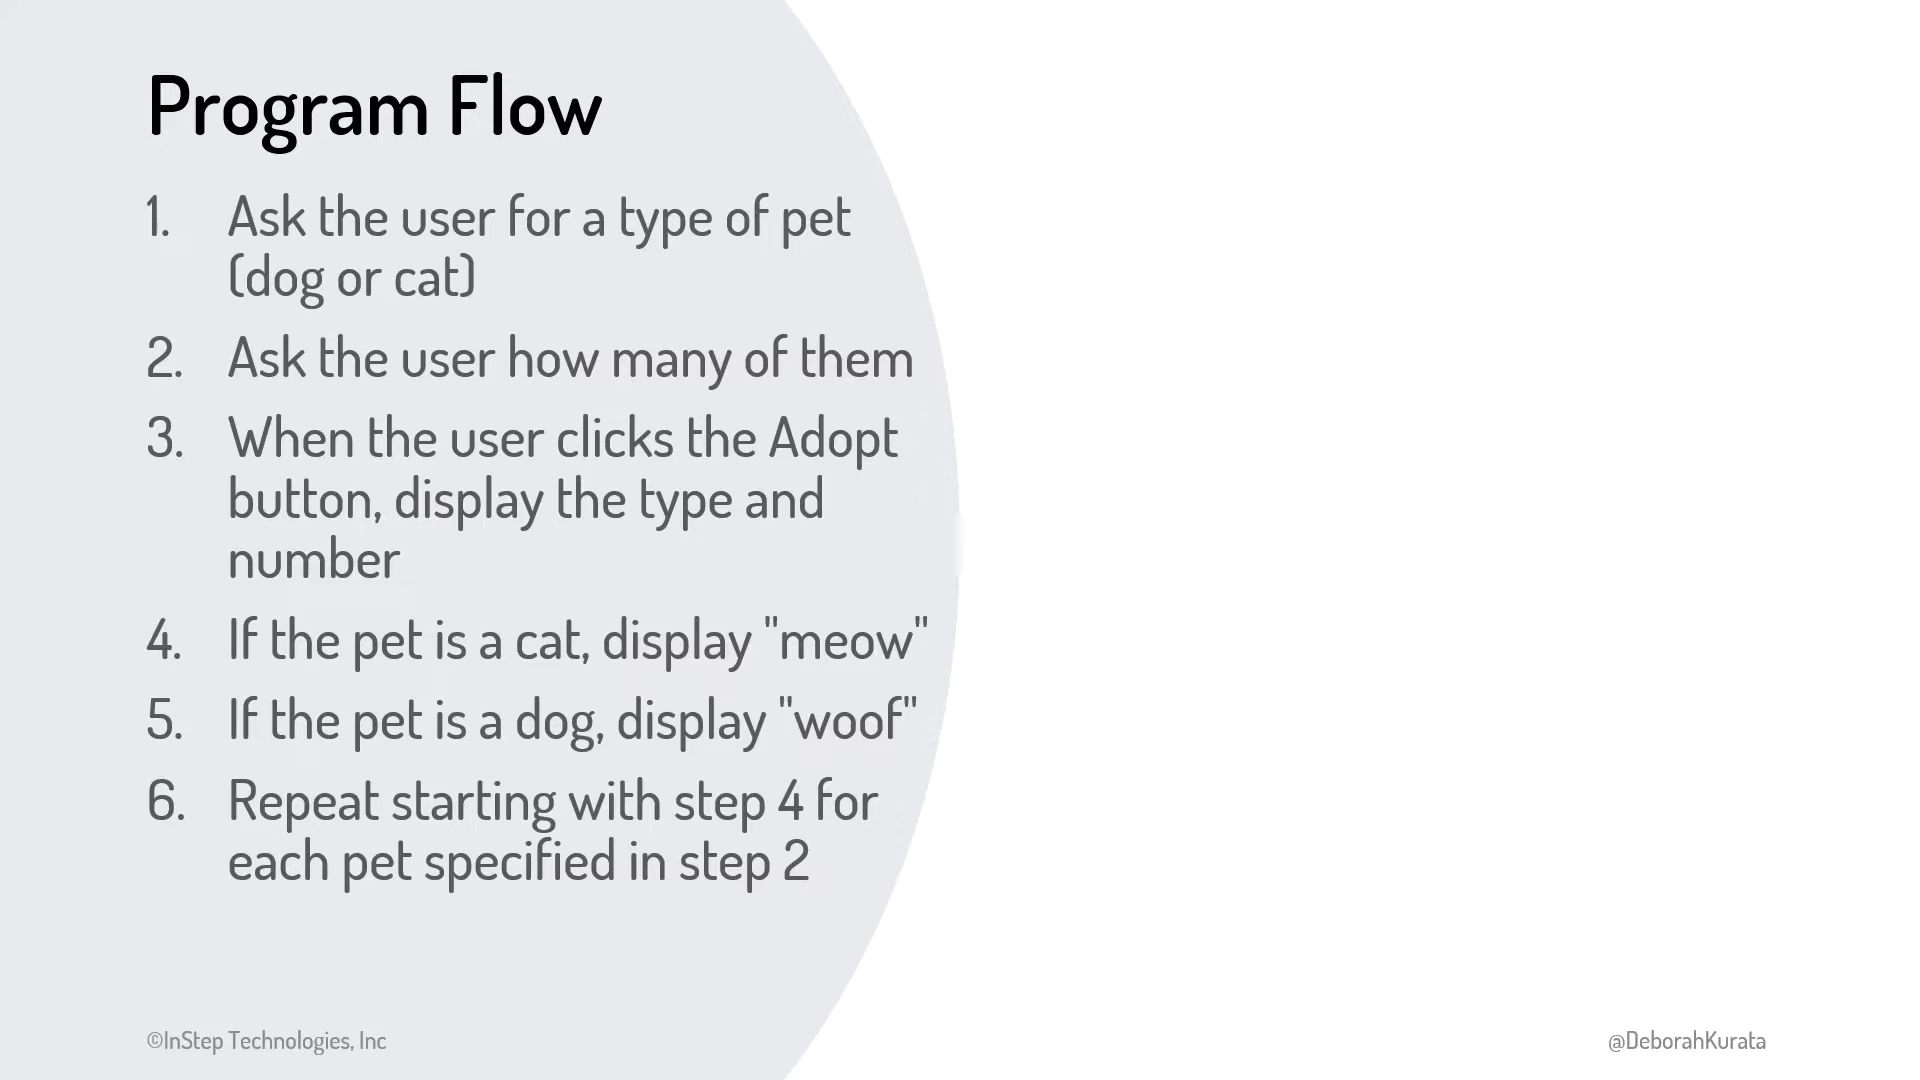 Program Flow
1. Ask the user for a type of pet
(dog or cat)
2. Ask the user how many of them
3. When the user clicks the Adopt
button, display the type and
number
4. If the pet is a cat, display "meow"
5. If the pet is a dog, display "woof"
6. Repeat starting with step 4 for
each pet specified in step 2
©InStep Technologies, Inc
@DeborahKurata